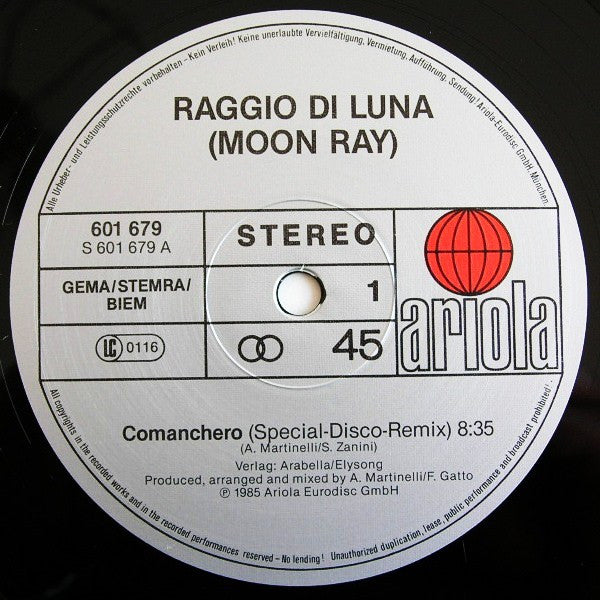 Alle Urheber- und Leistungsschutzrechte vorbehalten - Kein Verleih! Keine unerlaubte Vervielfältigung, Vermietung, Aufführung, Sendung! Ariola-Eurodisc GmbH, München
RAGGIO DI LUNA
(MOON RAY)
601 679
S 601 679 A
STEREO
GEMA/STEMRA/
BIEM
1
LC 0116
45
ariola
Comanchero (Special-Disco-Remix) 8:35
(A. Martinelli/S. Zanini)
Verlag: Arabella/Elysong
Produced, arranged and mixed by A. Martinelli/F. Gatto
Ⓟ 1985 Ariola Eurodisc GmbH
All copyrights in the recorded works and in the recorded performances reserved - No lending! Unauthorized duplication, lease, public performance and broadcast prohibited!